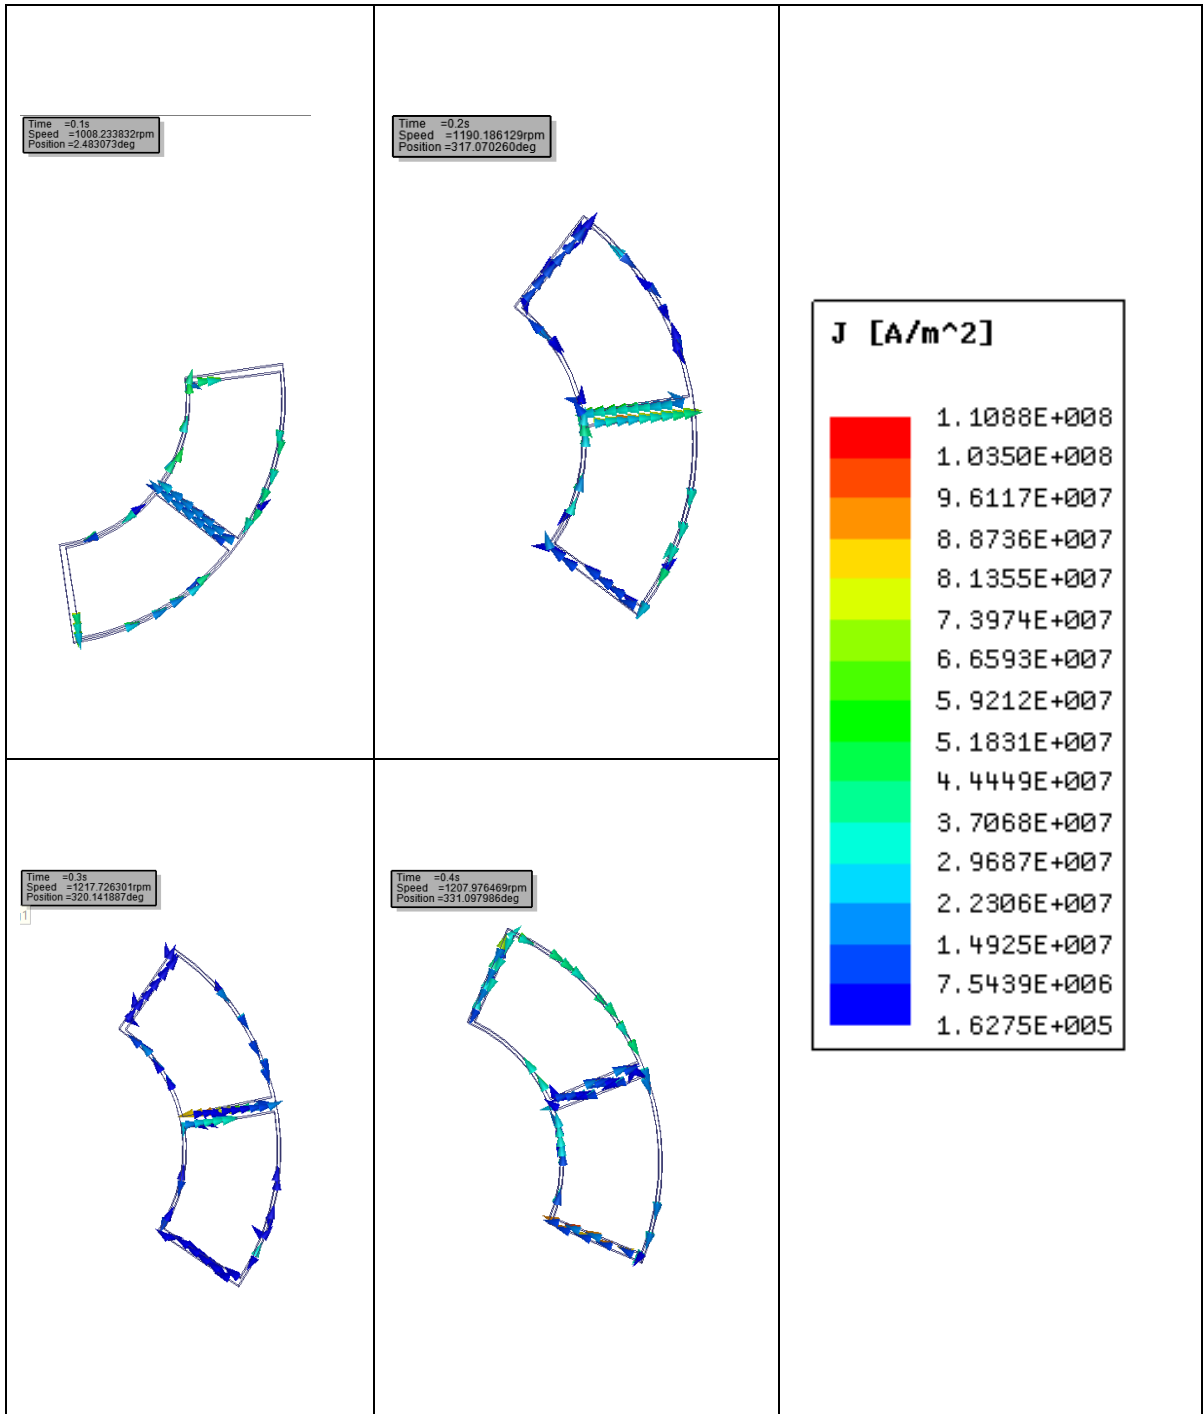 Time =0.1s
Speed =1008.233832rpm
Position =2.483073deg
Time =0.2s
Speed =1190.186129rpm
Position =317.070260deg
J [A/m^2]
1.1088E+008
1.0350E+008
9.6117E+007
8.8736E+007
8.1355E+007
7.3974E+007
6.6593E+007
5.9212E+007
5.1831E+007
4.4449E+007
3.7068E+007
2.9687E+007
2.2306E+007
1.4925E+007
7.5439E+006
1.6275E+005
Time =0.3s
Speed =1217.726301rpm
Position =320.141887deg
1
Time =0.4s
Speed =1207.976469rpm
Position =331.097986deg